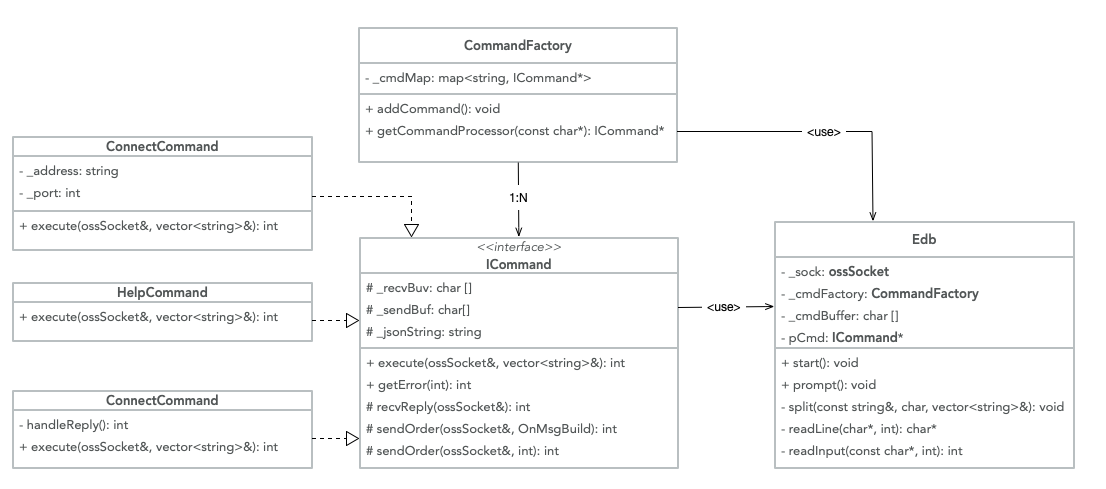 CommandFactory
- _cmdMap: map<string, ICommand*>
+ addCommand(): void
+ getCommandProcessor(const char*): ICommand*
<use>
1:N
ConnectCommand
- _address: string
- _port: int
+ execute(ossSocket&, vector<string>&): int
HelpCommand
+ execute(ossSocket&, vector<string>&): int
ConnectCommand
- handleReply(): int
+ execute(ossSocket&, vector<string>&): int
<<interface>>
ICommand
# _recvBuv: char []
# _sendBuf: char[]
# _jsonString: string
+ execute(ossSocket&, vector<string>&): int
+ getError(int): int
# recvReply(ossSocket&): int
# sendOrder(ossSocket&, OnMsgBuild): int
# sendOrder(ossSocket&, int): int
<use>
Edb
- _sock: ossSocket
- _cmdFactory: CommandFactory
- _cmdBuffer: char []
- pCmd: ICommand*
+ start(): void
+ prompt(): void
- split(const string&, char, vector<string>&): void
- readLine(char*, int): char*
- readInput(const char*, int): int